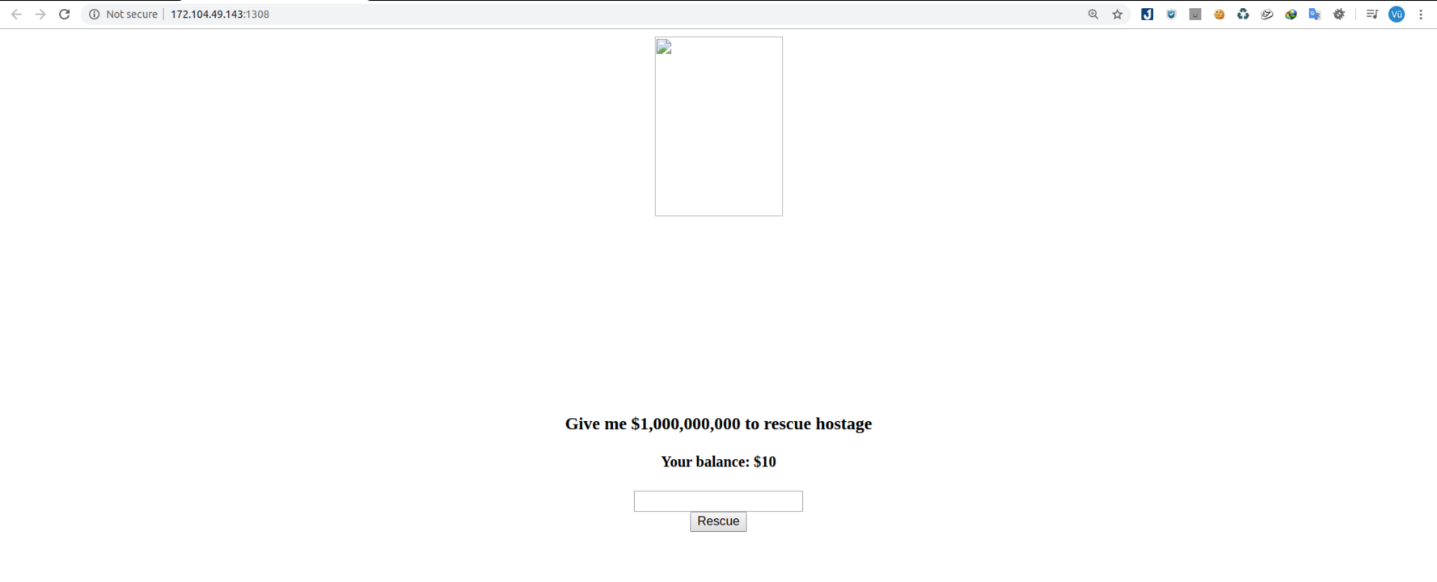 Not secure 172.104.49.143:1308
Vũ
Give me $1,000,000,000 to rescue hostage
Your balance: $10
Rescue